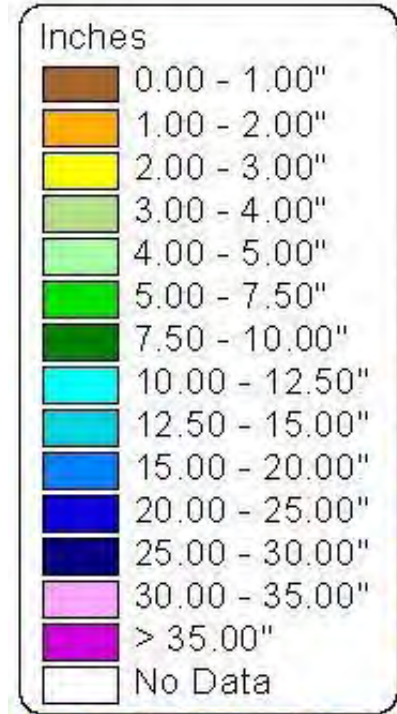 Inches
0.00 - 1.00"
1.00 - 2.00"
2.00 - 3.00"
3.00 - 4.00"
4.00 - 5.00"
5.00 - 7.50"
7.50 - 10.00"
10.00 - 12.50"
12.50 - 15.00"
15.00 - 20.00"
20.00 - 25.00"
25.00 - 30.00"
30.00 - 35.00"
> 35.00"
No Data